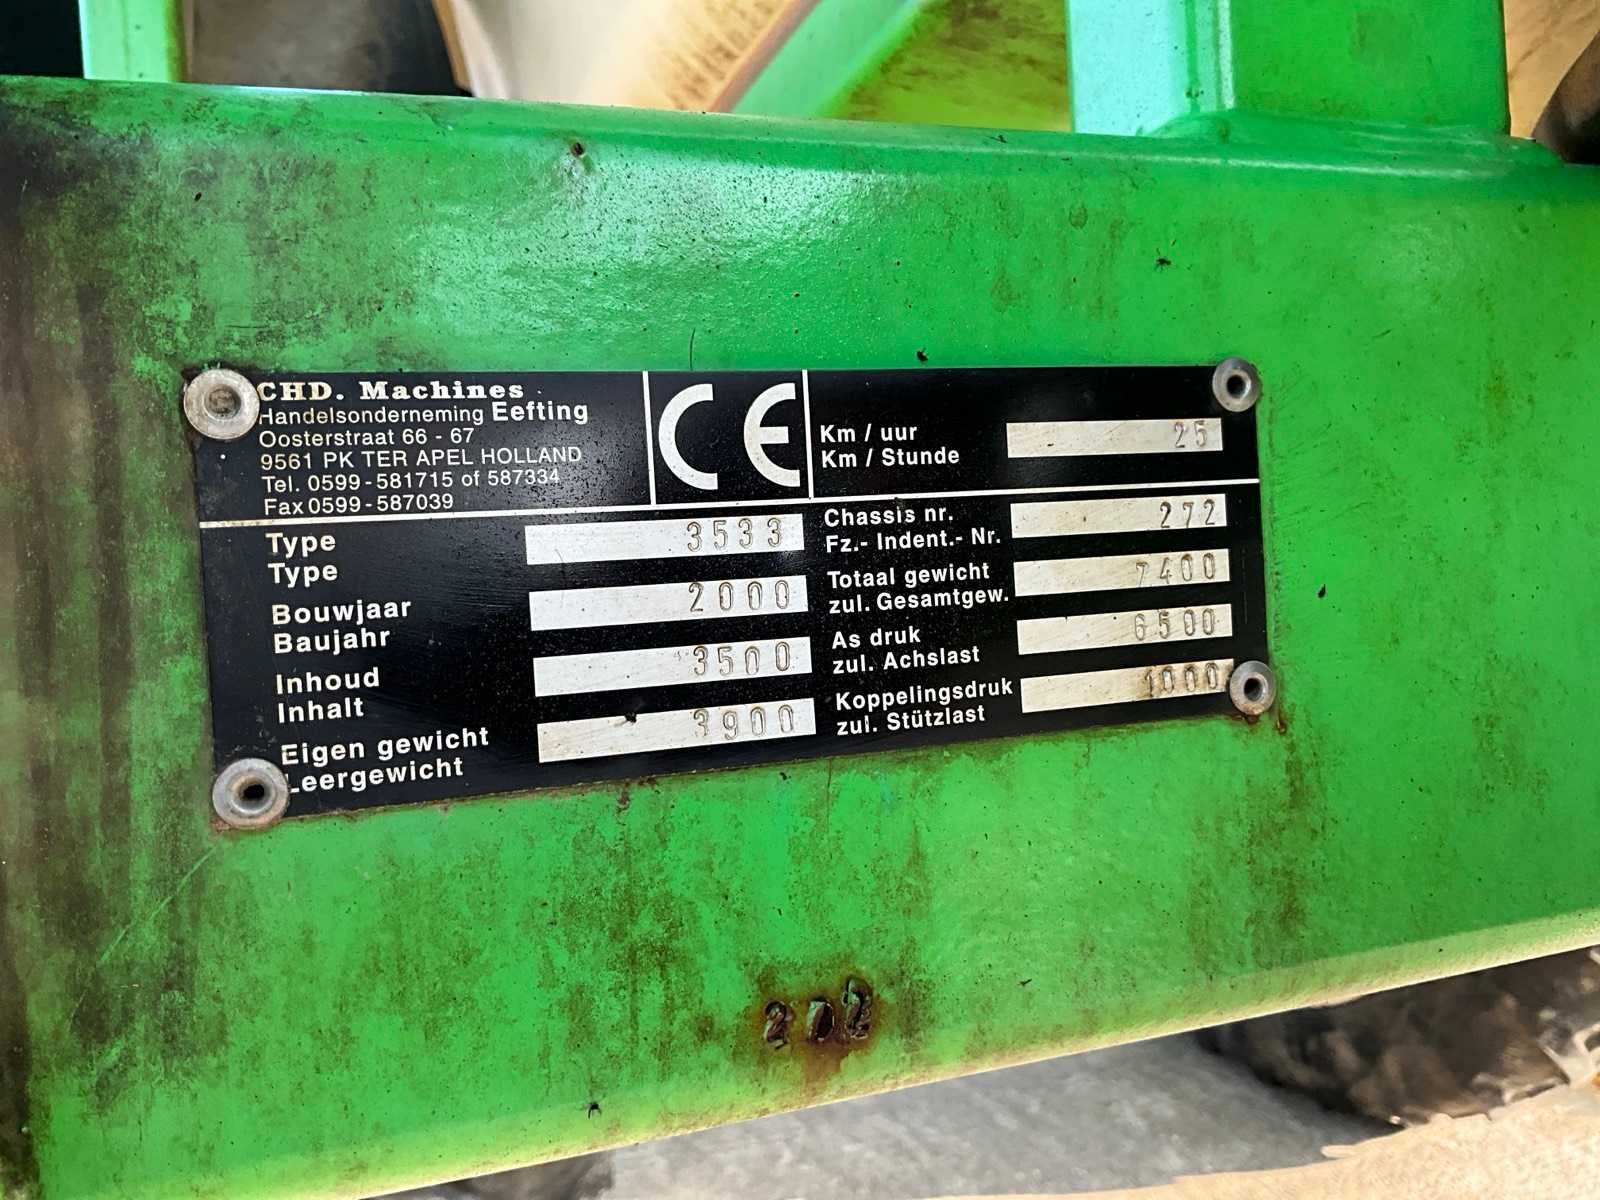 CHD. Machines
Handelsonderneming Eefting
Oosterstraat 66 - 67
9561 PK TER APEL HOLLAND
Tel. 0599-581715 of 587334
Fax 0599-587039
CE
Km / uur
Km / Stunde
25
Type
Type
3533
Bouwjaar
Baujahr
2000
Inhoud
Inhalt
3500
Eigen gewicht
Leergewicht
3900
Chassis nr.
Fz.- Indent.- Nr.
272
Totaal gewicht
zul. Gesamtgew.
7400
As druk
zul. Achslast
6500
Koppelingsdruk
zul. Stützlast
1000
272